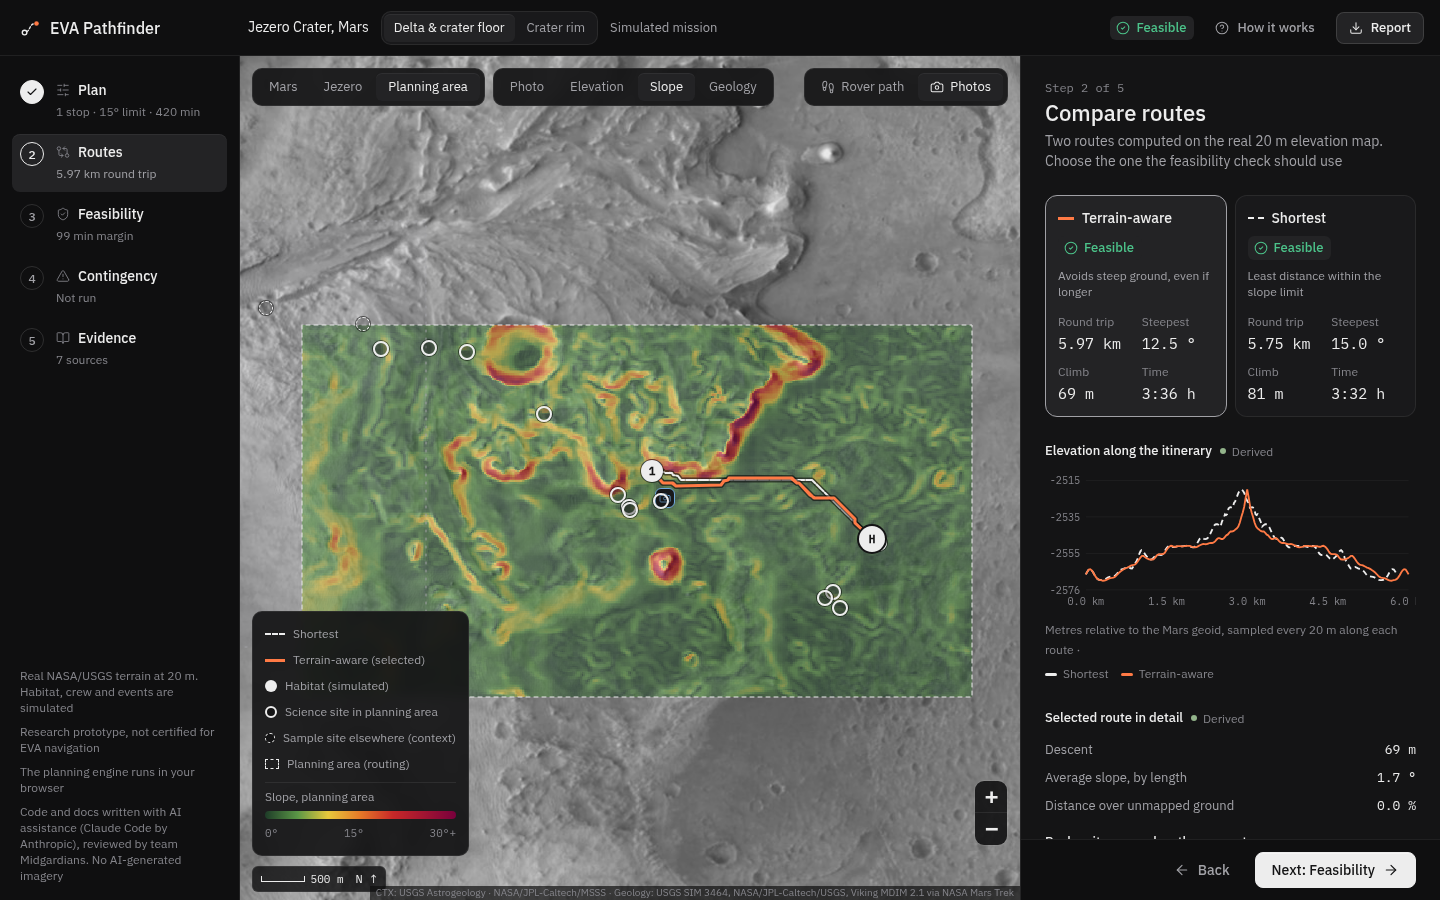 EVA Pathfinder
Jezero Crater, Mars
Delta & crater floor
Crater rim
Simulated mission
Feasible
How it works
Report
Plan
1 stop · 15° limit · 420 min
2
Routes
5.97 km round trip
3
Feasibility
99 min margin
4
Contingency
Not run
5
Evidence
7 sources
Real NASA/USGS terrain at 20 m.
Habitat, crew and events are
simulated
Research prototype, not certified for
EVA navigation
The planning engine runs in your
browser
Code and docs written with AI
assistance (Claude Code by
Anthropic), reviewed by team
Midgardians. No AI-generated
imagery
Mars
Jezero
Planning area
Photo
Elevation
Slope
Geology
Rover path
Photos
1
H
Shortest
Terrain-aware (selected)
Habitat (simulated)
Science site in planning area
Sample site elsewhere (context)
Planning area (routing)
Slope, planning area
0°
15°
30°+
500 m N ↑
+
−
CTX: USGS Astrogeology · NASA/JPL-Caltech/MSSS · Geology: USGS SIM 3464, NASA/JPL-Caltech/USGS, Viking MDIM 2.1 via NASA Mars Trek
Step 2 of 5
Compare routes
Two routes computed on the real 20 m elevation map.
Choose the one the feasibility check should use
Terrain-aware
Feasible
Avoids steep ground, even if
longer
Round trip
Steepest
5.97 km
12.5 °
Climb
Time
69 m
3:36 h
Shortest
Feasible
Least distance within the
slope limit
Round trip
Steepest
5.75 km
15.0 °
Climb
Time
81 m
3:32 h
Elevation along the itinerary
Derived
-2515
-2535
-2555
-2576
0.0 km
1.5 km
3.0 km
4.5 km
6.0
Metres relative to the Mars geoid, sampled every 20 m along each
route ·
Shortest
Terrain-aware
Selected route in detail
Derived
Descent
69 m
Average slope, by length
1.7 °
Distance over unmapped ground
0.0 %
← Back
Next: Feasibility →